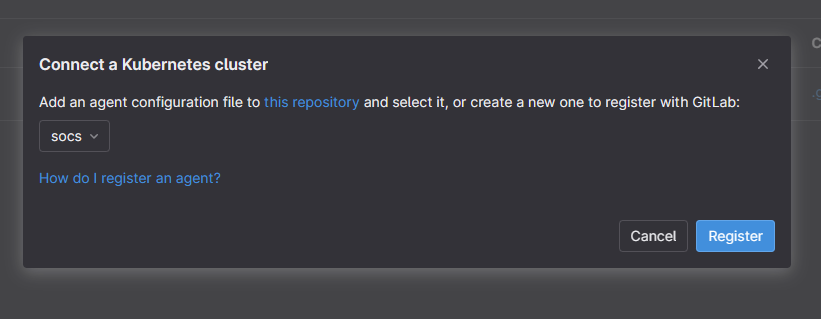 Connect a Kubernetes cluster
Add an agent configuration file to this repository and select it, or create a new one to register with GitLab:
socs
How do I register an agent?
Cancel
Register